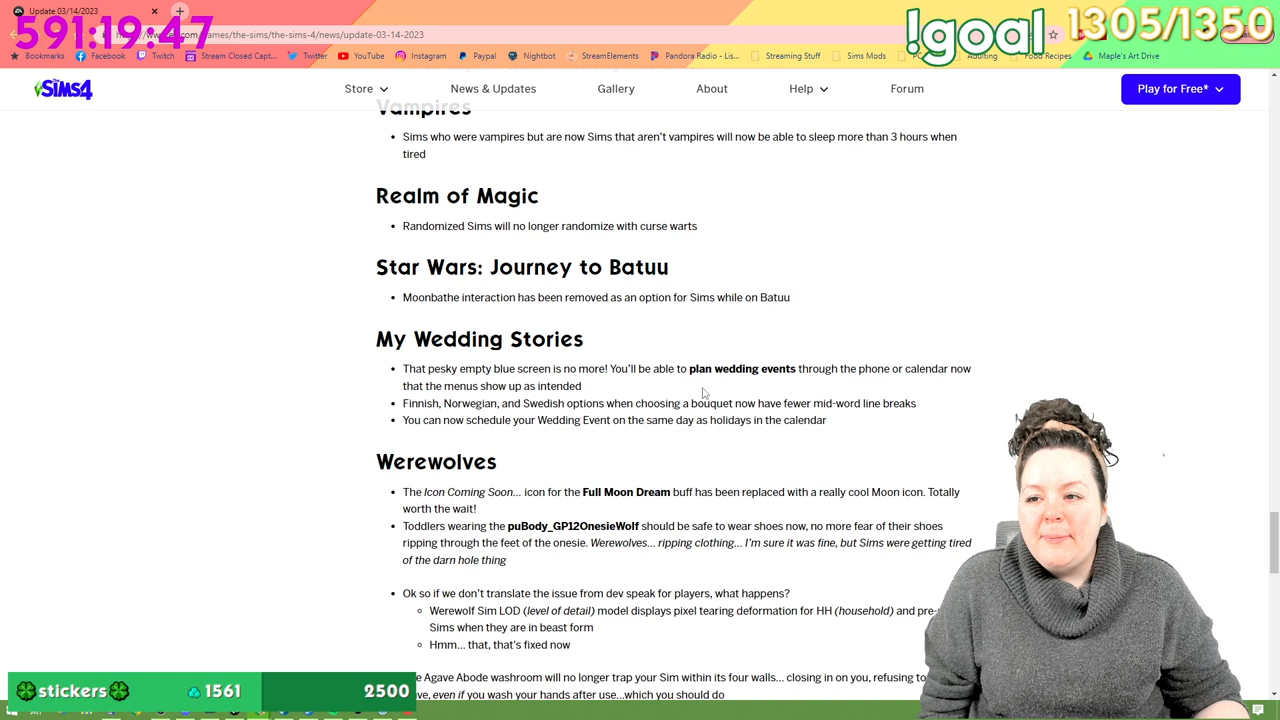 Update 03/14/2023
591:19:47
games/the-sims/the-sims-4/news/update-03-14-2023
!goal 1305/1350
Bookmarks Facebook Twitch Stream Closed Capt... Twitter YouTube Instagram Paypal Nightbot StreamElements Pandora Radio - Lis... Streaming Stuff Sims Mods Adulting Food Recipes Maple's Art Drive
The SIMS4 Store News & Updates Gallery About Help Forum Play for Free*
Vampires
• Sims who were vampires but are now Sims that aren't vampires will now be able to sleep more than 3 hours when
tired
Realm of Magic
• Randomized Sims will no longer randomize with curse warts
Star Wars: Journey to Batuu
• Moonbathe interaction has been removed as an option for Sims while on Batuu
My Wedding Stories
• That pesky empty blue screen is no more! You'll be able to plan wedding events through the phone or calendar now
that the menus show up as intended
• Finnish, Norwegian, and Swedish options when choosing a bouquet now have fewer mid-word line breaks
• You can now schedule your Wedding Event on the same day as holidays in the calendar
Werewolves
• The Icon Coming Soon... icon for the Full Moon Dream buff has been replaced with a really cool Moon icon. Totally
worth the wait!
• Toddlers wearing the puBody_GP12OnesieWolf should be safe to wear shoes now, no more fear of their shoes
ripping through the feet of the onesie. Werewolves... ripping clothing... I'm sure it was fine, but Sims were getting tired
of the darn hole thing
• Ok so if we don't translate the issue from dev speak for players, what happens?
○ Werewolf Sim LOD (level of detail) model displays pixel tearing deformation for HH (household) and pre-
Sims when they are in beast form
○ Hmm... that, that's fixed now
Agave Abode washroom will no longer trap your Sim within its four walls... closing in on you, refusing to
even if you wash your hands after use...which you should do
🍀stickers🍀 1561 2500